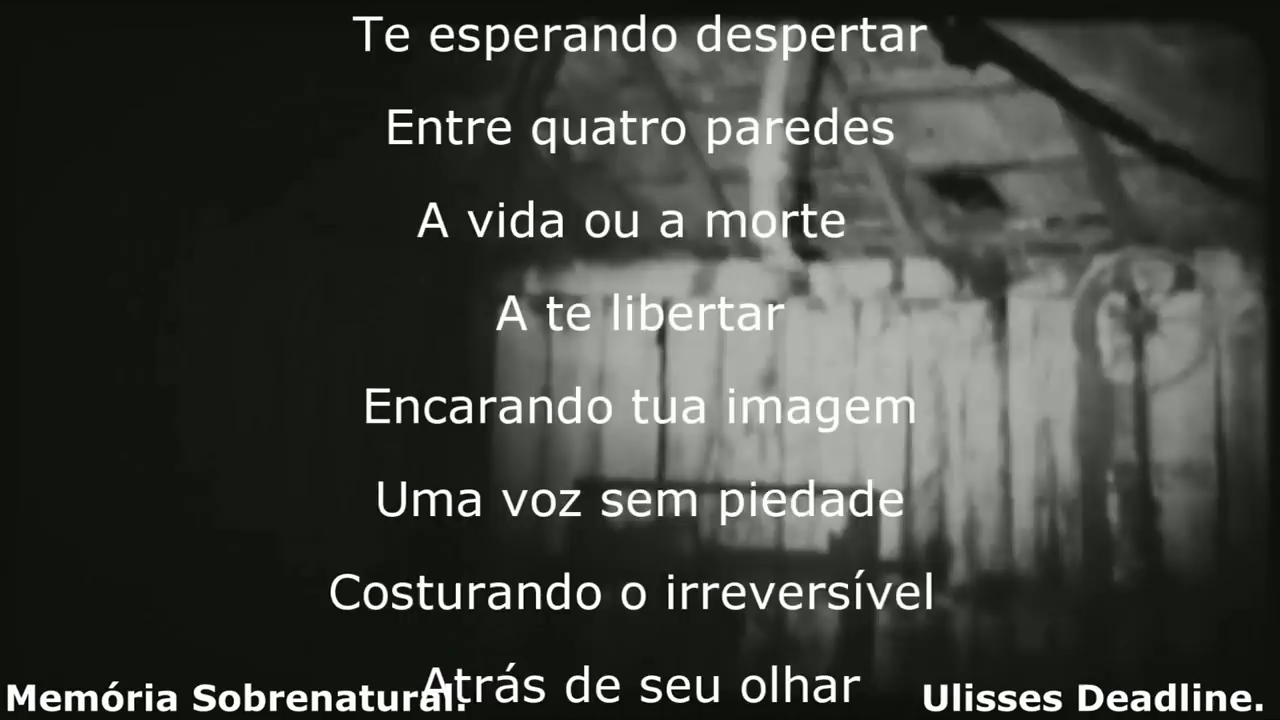 Te esperando despertar
Entre quatro paredes
A vida ou a morte
A te libertar
Encarando tua imagem
Uma voz sem piedade
Costurando o irreversível
Atrás de seu olhar
Memória Sobrenatural.
Ulisses Deadline.